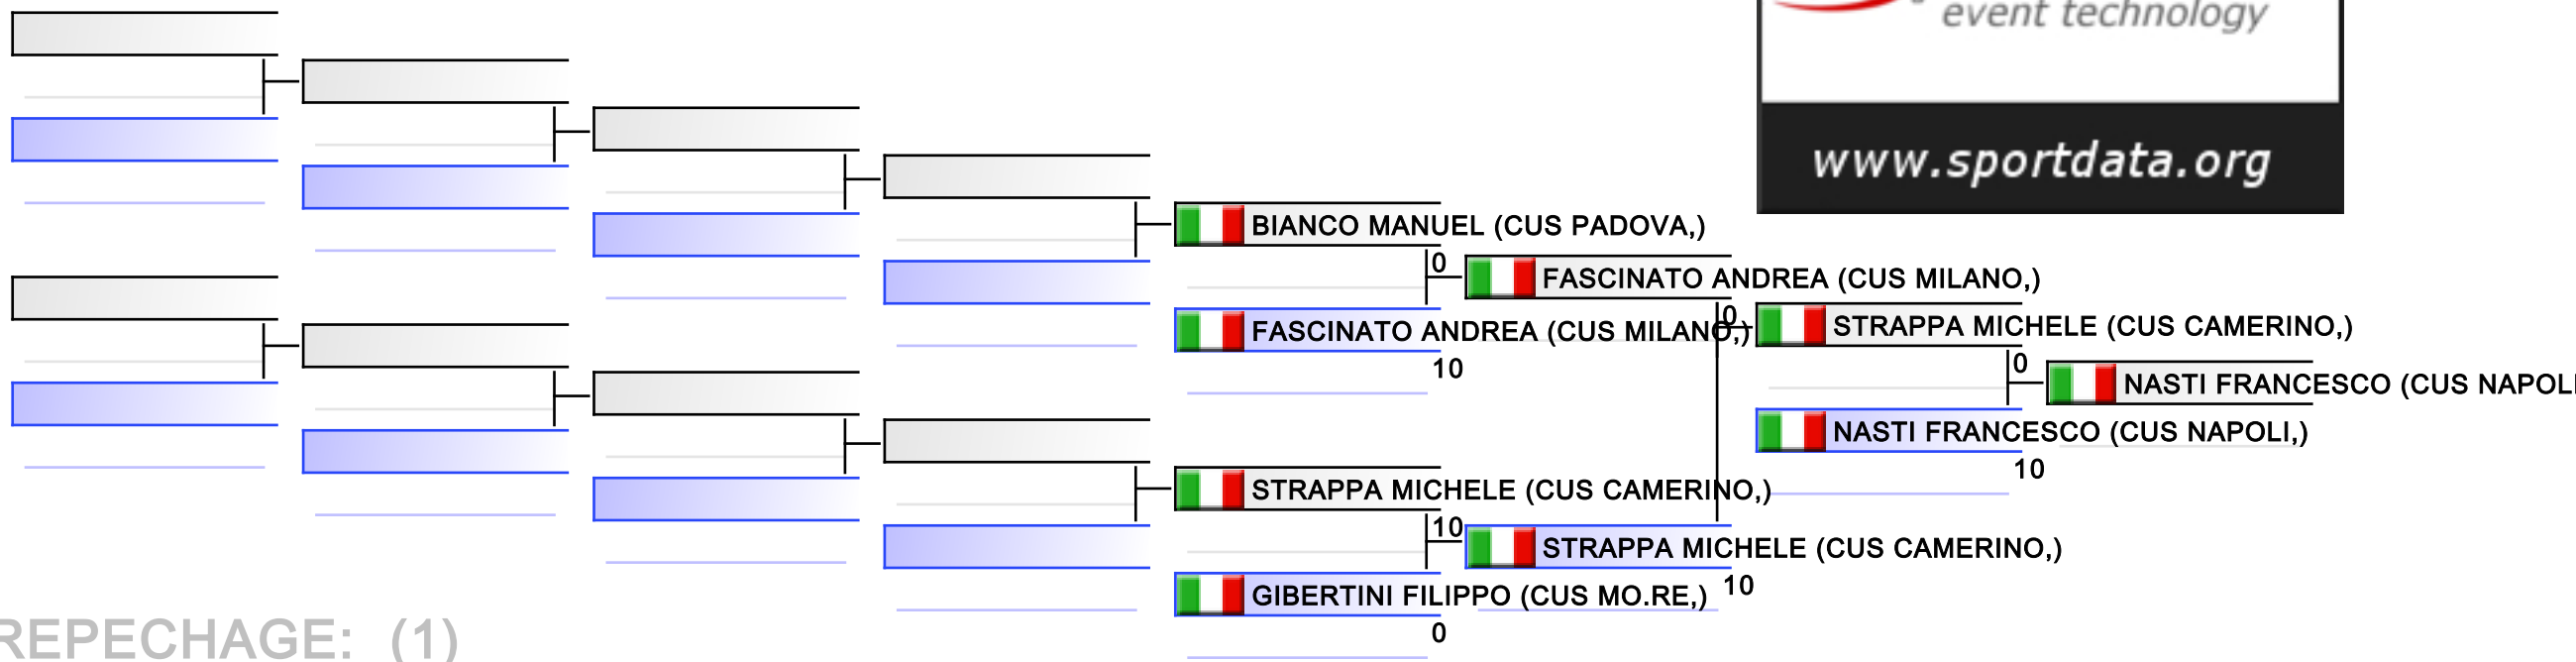 event technology
www.sportdata.org
BIANCO MANUEL (CUS PADOVA,)
0
FASCINATO ANDREA (CUS MILANO,)
FASCINATO ANDREA (CUS MILANO,)
10
0
STRAPPA MICHELE (CUS CAMERINO,)
0
NASTI FRANCESCO (CUS NAPOLI
NASTI FRANCESCO (CUS NAPOLI,)
10
STRAPPA MICHELE (CUS CAMERINO,)
10
STRAPPA MICHELE (CUS CAMERINO,)
10
GIBERTINI FILIPPO (CUS MO.RE,)
0
REPECHAGE: (1)